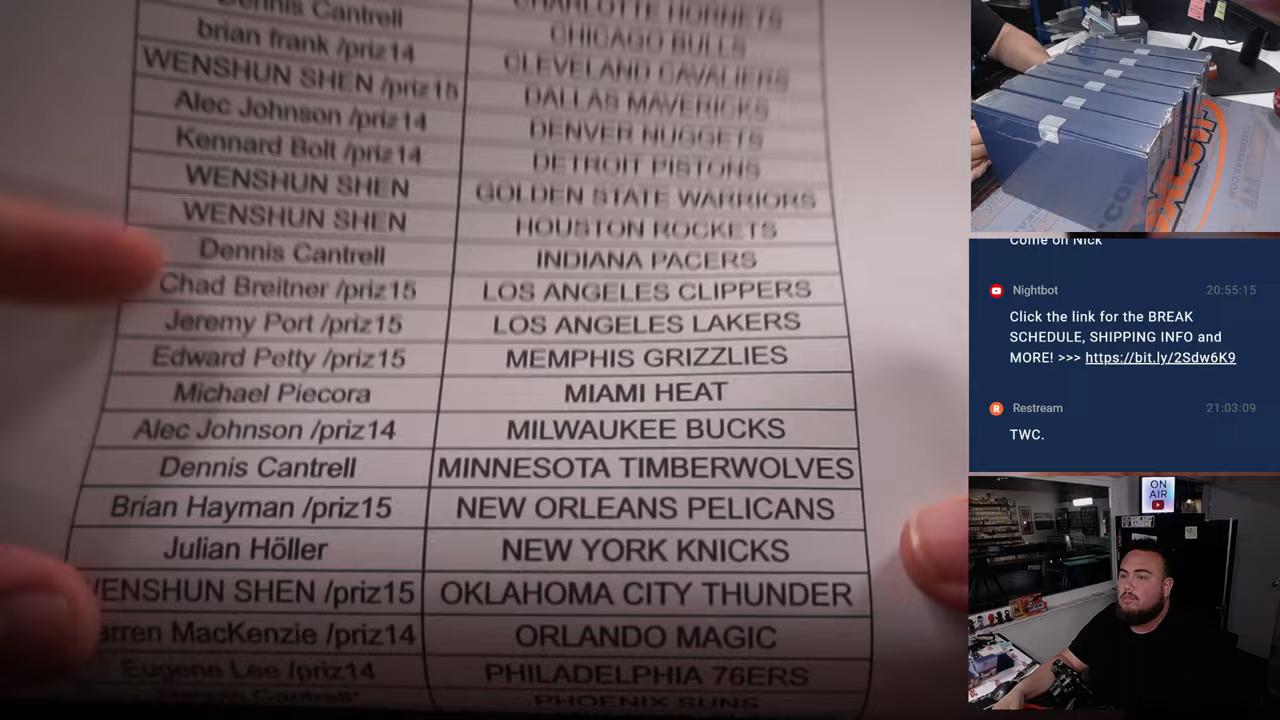 Dennis Cantrell CHARLOTTE HORNETS
brian frank /priz14 CHICAGO BULLS
WENSHUN SHEN /priz15 CLEVELAND CAVALIERS
Alec Johnson /priz14 DALLAS MAVERICKS
Kennard Bolt /priz14 DENVER NUGGETS
WENSHUN SHEN DETROIT PISTONS
WENSHUN SHEN GOLDEN STATE WARRIORS
Dennis Cantrell HOUSTON ROCKETS
Chad Breitner /priz15 INDIANA PACERS
Jeremy Port /priz15 LOS ANGELES CLIPPERS
Edward Petty /priz15 LOS ANGELES LAKERS
Michael Piecora MEMPHIS GRIZZLIES
Alec Johnson /priz14 MIAMI HEAT
Dennis Cantrell MILWAUKEE BUCKS
Brian Hayman /priz15 MINNESOTA TIMBERWOLVES
Julian Höller NEW ORLEANS PELICANS
WENSHUN SHEN /priz15 NEW YORK KNICKS
OKLAHOMA CITY THUNDER
MacKenzie /priz14 ORLANDO MAGIC
Eugene Lee /priz14 PHILADELPHIA 76ERS
PHOENIX SUNS
Come on Nick
Nightbot 20:55:15
Click the link for the BREAK
SCHEDULE, SHIPPING INFO and
MORE! >>> https://bit.ly/2Sdw6K9
Restream 21:03:09
TWC.
ON
AIR